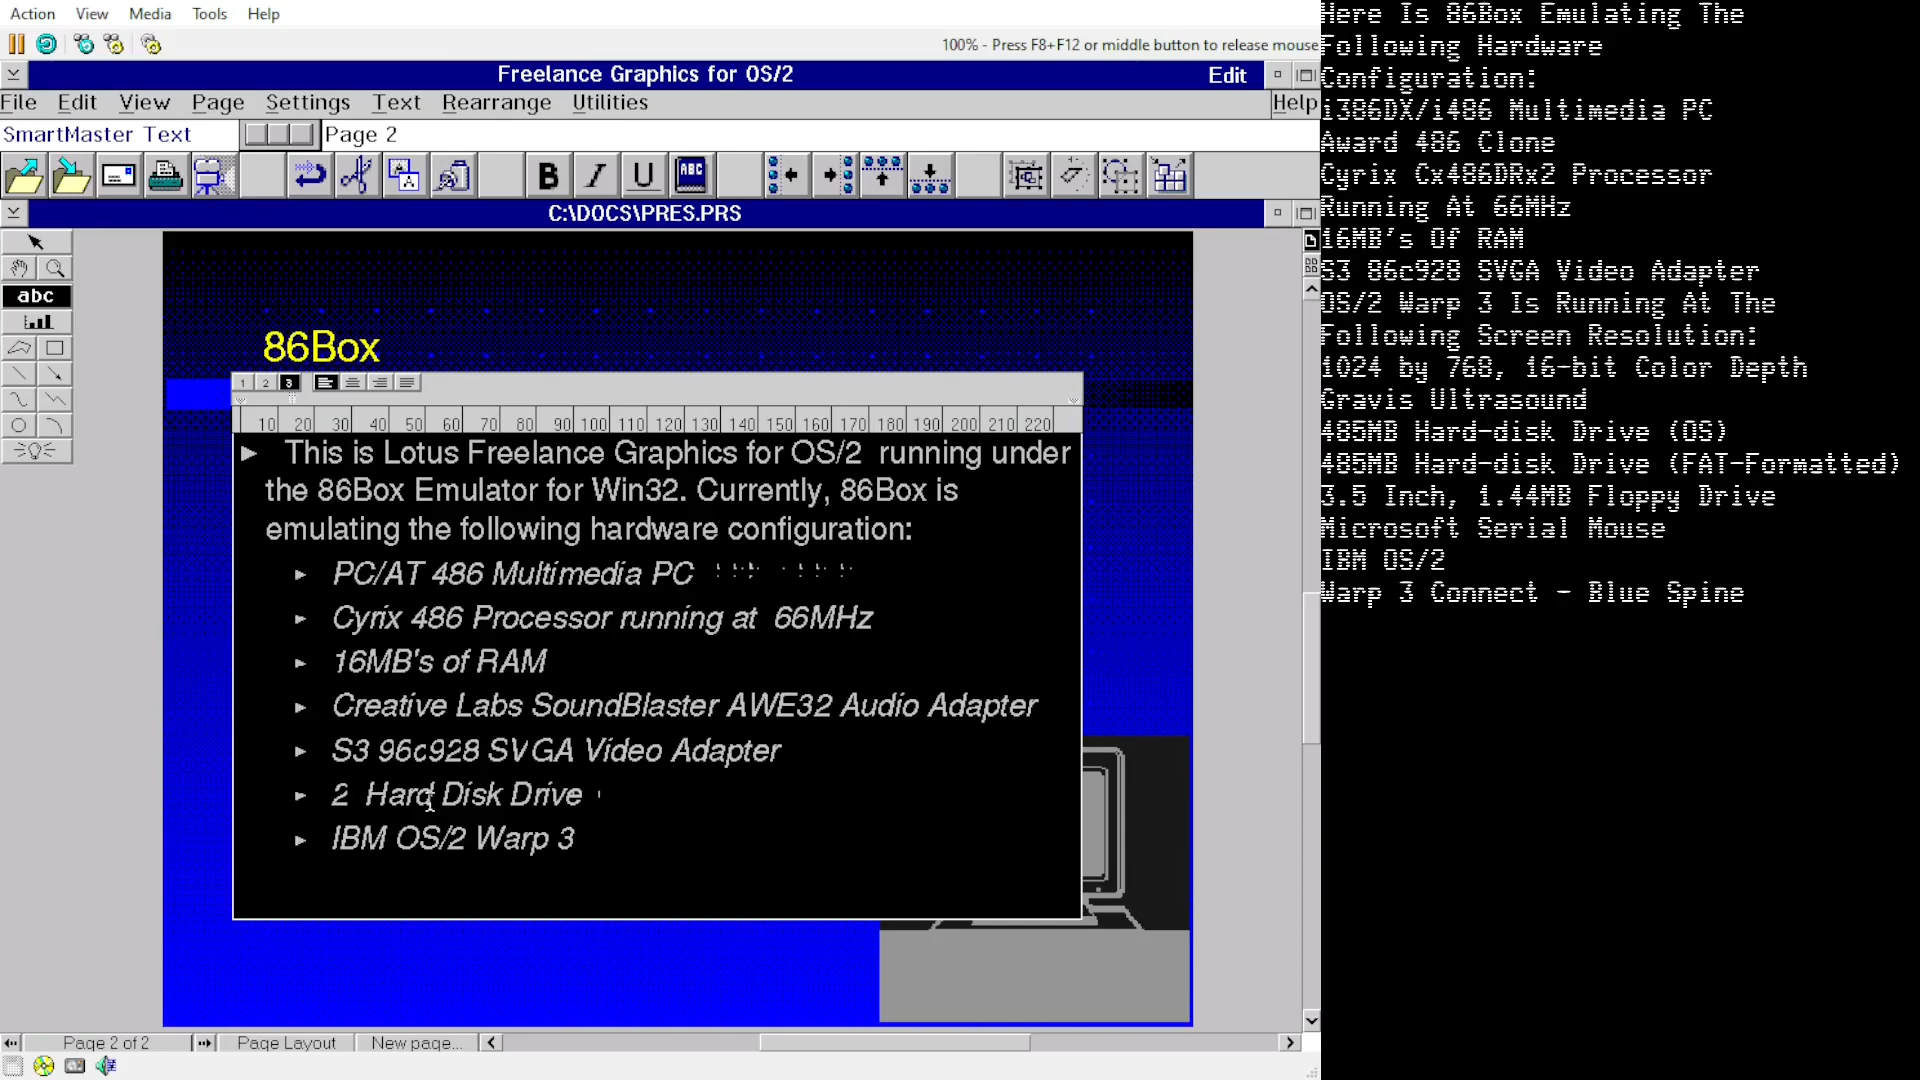 Action View Media Tools Help
100% - Press F8+F12 or middle button to release mouse
Freelance Graphics for OS/2 Edit
File Edit View Page Settings Text Rearrange Utilities Help
SmartMaster Text Page 2
B I U ABC
C:\DOCS\PRES.PRS
abc
86Box
1 2 3
10 20 30 40 50 60 70 80 90 100 110 120 130 140 150 160 170 180 190 200 210 220
This is Lotus Freelance Graphics for OS/2 running under
the 86Box Emulator for Win32. Currently, 86Box is
emulating the following hardware configuration:
PC/AT 486 Multimedia PC
Cyrix 486 Processor running at 66MHz
16MB's of RAM
Creative Labs SoundBlaster AWE32 Audio Adapter
S3 96c928 SVGA Video Adapter
2 Hard Disk Drive
IBM OS/2 Warp 3
Page 2 of 2 Page Layout New page...
Here Is 86Box Emulating The
Following Hardware
Configuration:
i386DX/i486 Multimedia PC
Award 486 Clone
Cyrix Cx486DRx2 Processor
Running At 66MHz
16MB's Of RAM
S3 86c928 SVGA Video Adapter
OS/2 Warp 3 Is Running At The
Following Screen Resolution:
1024 by 768, 16-bit Color Depth
Gravis Ultrasound
485MB Hard-disk Drive (OS)
485MB Hard-disk Drive (FAT-Formatted)
3.5 Inch, 1.44MB Floppy Drive
Microsoft Serial Mouse
IBM OS/2
Warp 3 Connect - Blue Spine